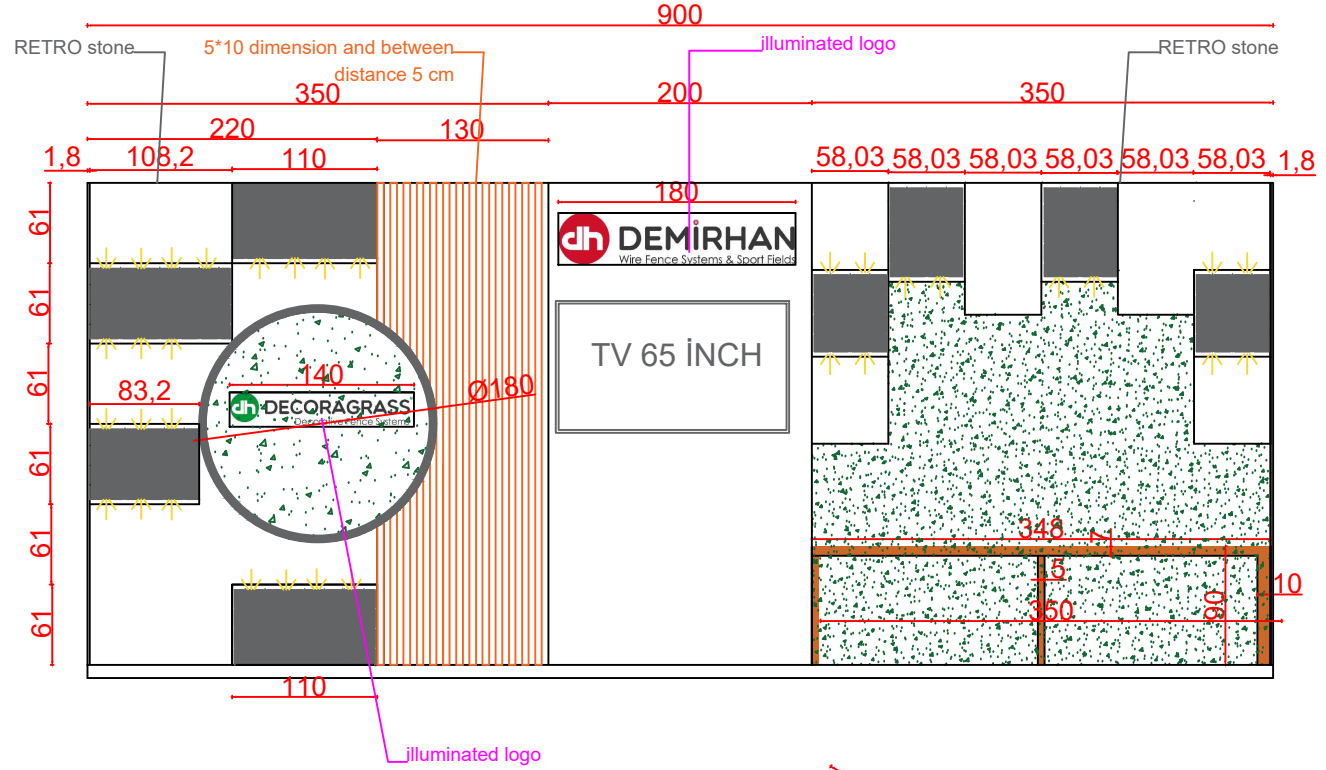 900
RETRO stone
5*10 dimension and between
distance 5 cm
illuminated logo
RETRO stone
350
200
350
220
130
1,8
108,2
110
58,03
58,03
58,03
58,03
58,03
58,03
1,8
180
61
61
61
61
61
61
dh DEMİRHAN
Wire Fence Systems & Sport Fields
TV 65 İNCH
83,2
140
Ø180
dh DECORAGRASS
Decorative Fence Systems
348
7
5
10
350
90
110
illuminated logo